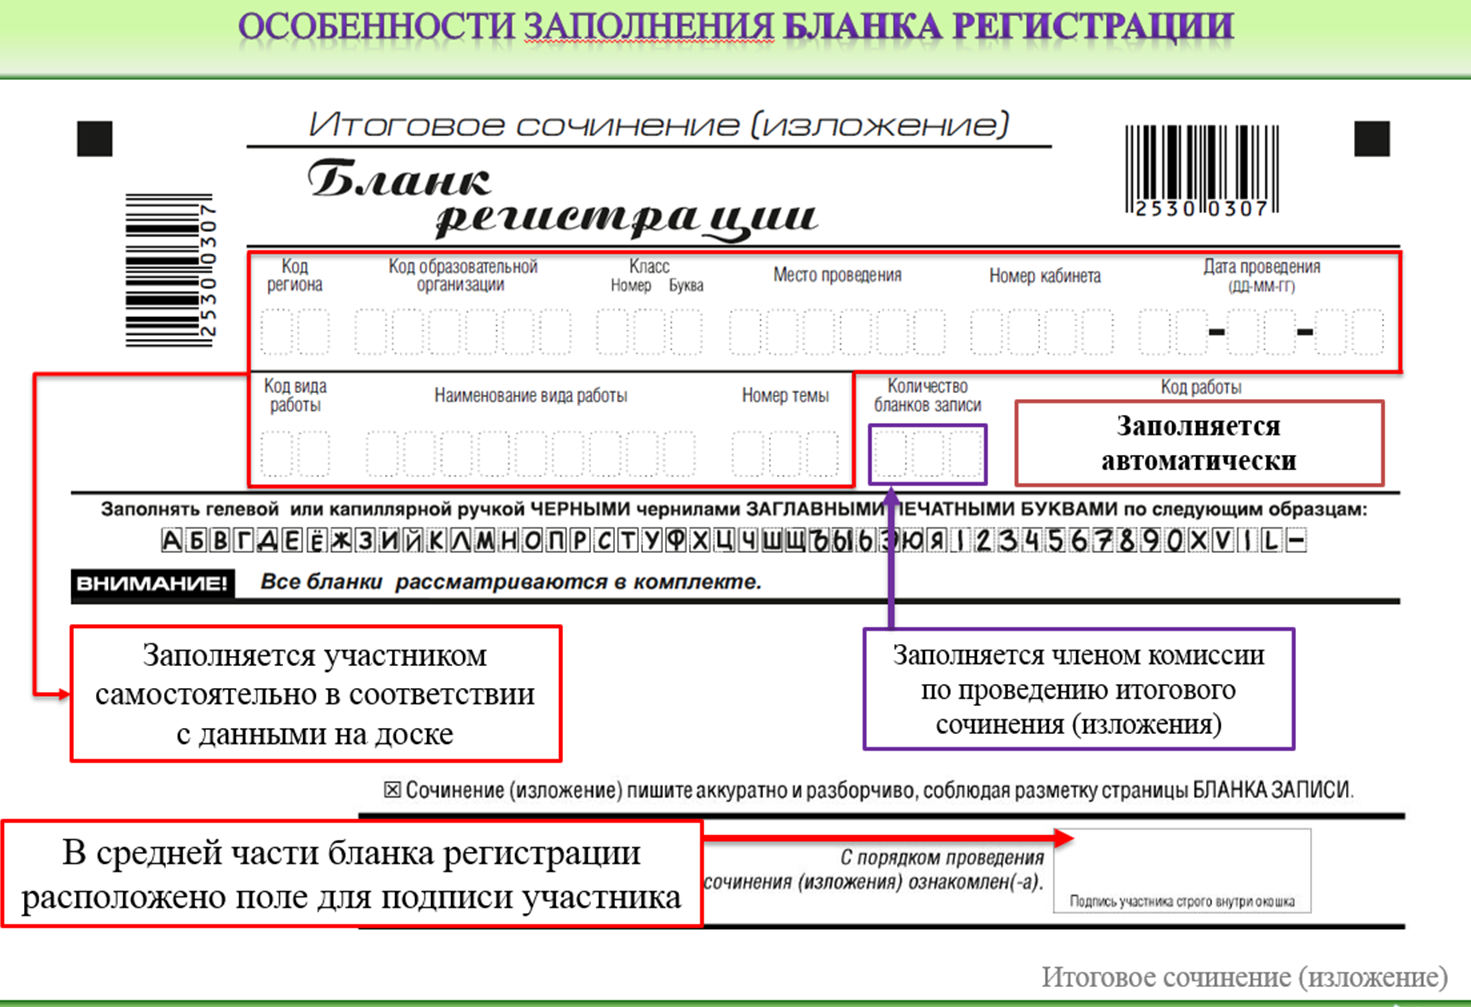 ОСОБЕННОСТИ ЗАПОЛНЕНИЯ БЛАНКА РЕГИСТРАЦИИ
Итоговое сочинение (изложение)
Бланк
регистрации
2530 0307
2530 0307
Код региона
Код образовательной организации
Класс
Номер Буква
Место проведения
Номер кабинета
Дата проведения
(ДД-ММ-ГГ)
Код вида работы
Наименование вида работы
Номер темы
Количество бланков записи
Код работы
Заполняется
автоматически
Заполнять гелевой или капиллярной ручкой ЧЕРНЫМИ чернилами ЗАГЛАВНЫМИ ПЕЧАТНЫМИ БУКВАМИ по следующим образцам:
АБВГДЕЁЖЗИЙКЛМНОПРСТУФХЦЧШЩЪЫЬЭЮЯ1234567890XVIL-
ВНИМАНИЕ! Все бланки рассматриваются в комплекте.
Заполняется участником
самостоятельно в соответствии
с данными на доске
Заполняется членом комиссии
по проведению итогового
сочинения (изложения)
☒ Сочинение (изложение) пишите аккуратно и разборчиво, соблюдая разметку страницы БЛАНКА ЗАПИСИ.
В средней части бланка регистрации
расположено поле для подписи участника
С порядком проведения
сочинения (изложения) ознакомлен(-а).
Подпись участника строго внутри окошка
Итоговое сочинение (изложение)